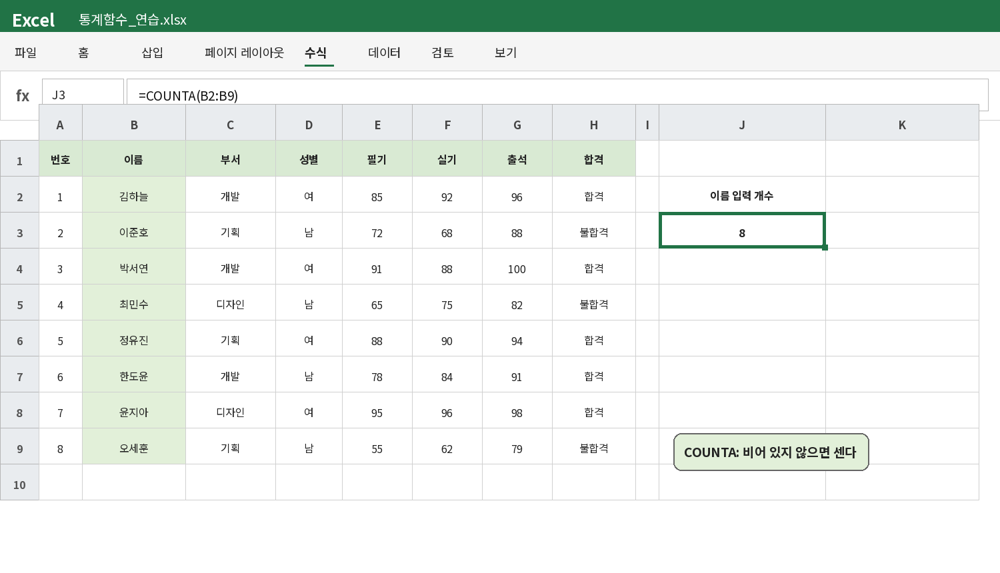 Excel 통계함수_연습.xlsx
파일 홈 삽입 페이지 레이아웃 수식 데이터 검토 보기
fx J3 =COUNTA(B2:B9)
A B C D E F G H I J K
1 번호 이름 부서 성별 필기 실기 출석 합격
2 1 김하늘 개발 여 85 92 96 합격 이름 입력 개수
3 2 이준호 기획 남 72 68 88 불합격 8
4 3 박서연 개발 여 91 88 100 합격
5 4 최민수 디자인 남 65 75 82 불합격
6 5 정유진 기획 여 88 90 94 합격
7 6 한도윤 개발 남 78 84 91 합격
8 7 윤지아 디자인 여 95 96 98 합격
9 8 오세훈 기획 남 55 62 79 불합격
COUNTA: 비어 있지 않으면 센다
10